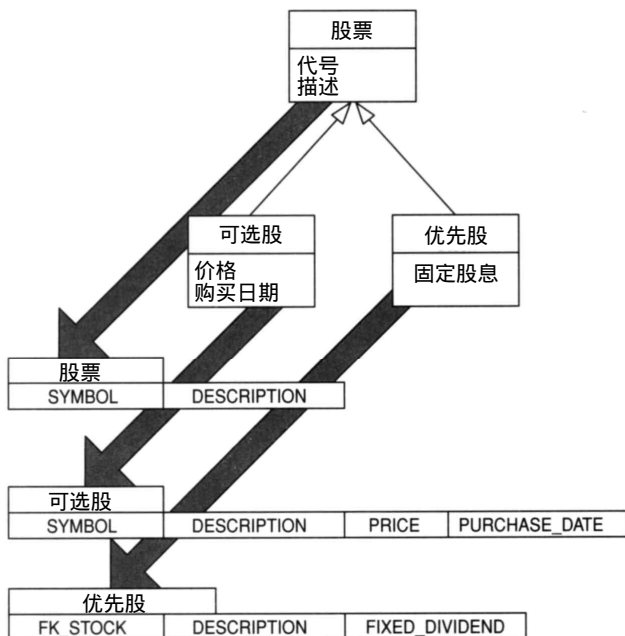 股票
代号
描述
可选股
价格
购买日期
优先股
固定股息
股票
SYMBOL DESCRIPTION
可选股
SYMBOL DESCRIPTION PRICE PURCHASE_DATE
优先股
FK_STOCK DESCRIPTION FIXED_DIVIDEND